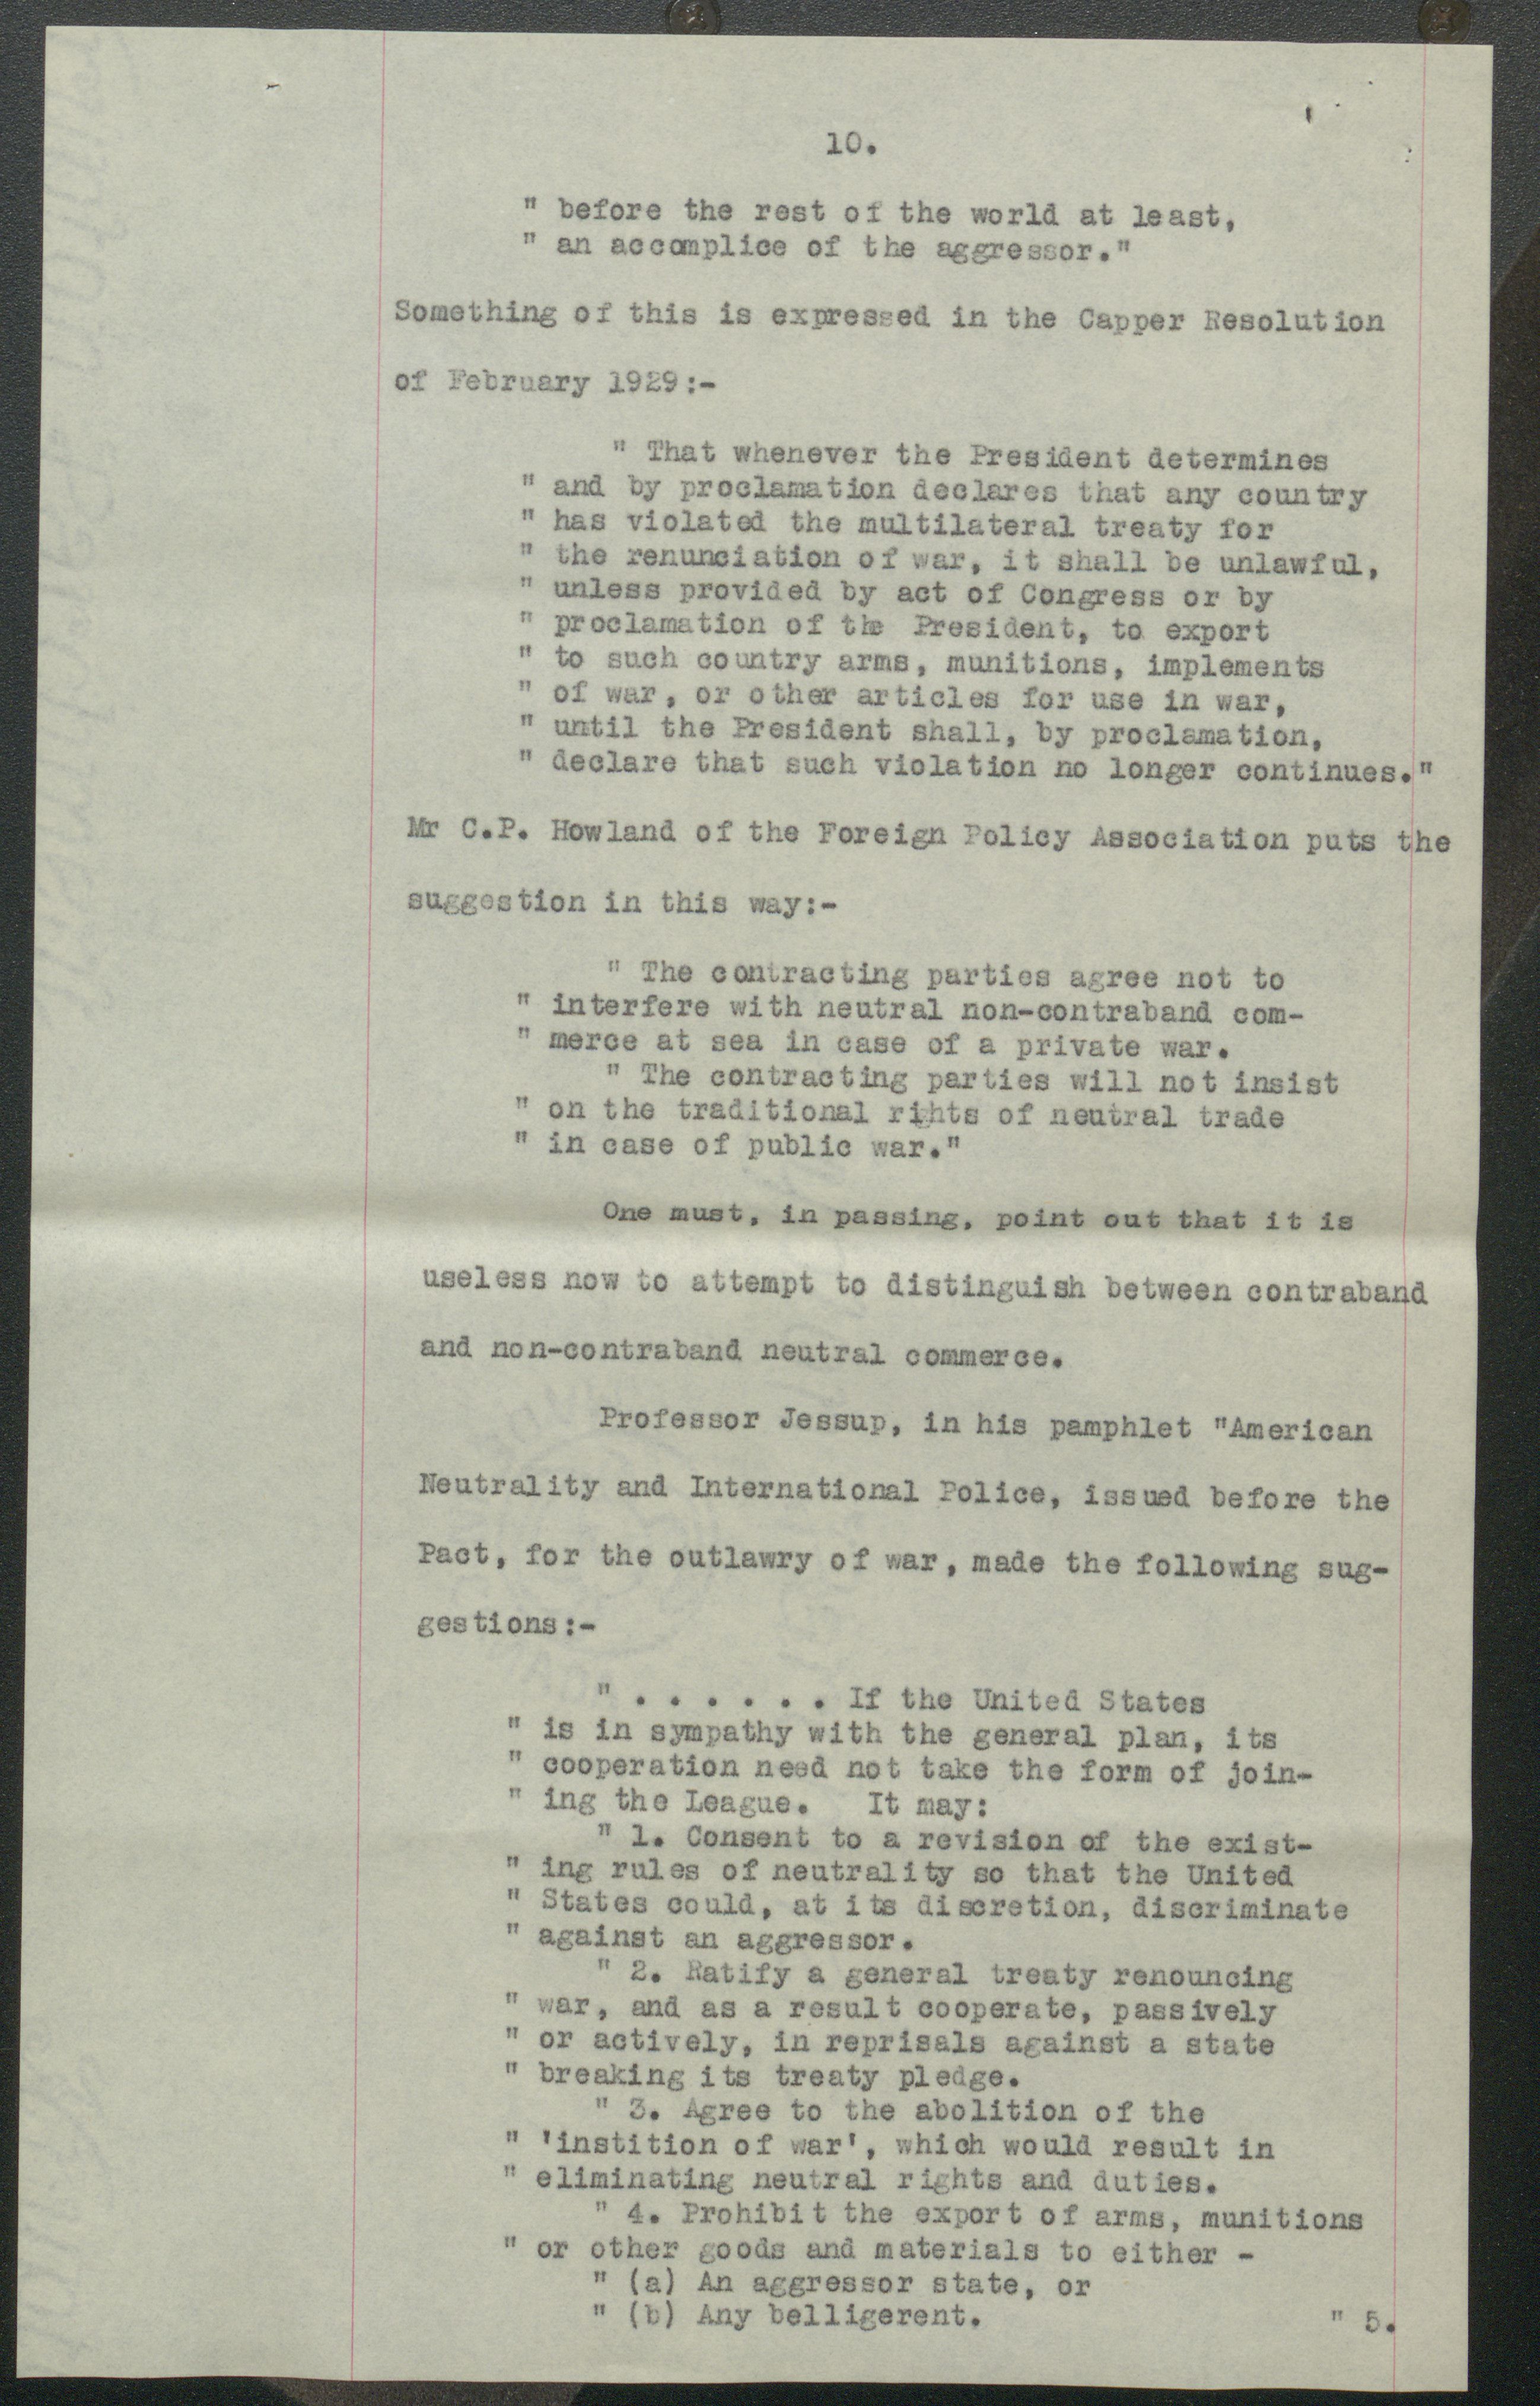 10.
" before the rest of the world at least,
" an accomplice of the aggressor."
Something of this is expressed in the Capper Resolution
of February 1929:-
" That whenever the President determines
" and by proclamation declares that any country
" has violated the multilateral treaty for
" the renunciation of war, it shall be unlawful,
" unless provided by act of Congress or by
" proclamation of the President, to export
" to such country arms, munitions, implements
" of war, or other articles for use in war,
" until the President shall, by proclamation,
" declare that such violation no longer continues."
Mr C.P. Howland of the Foreign Policy Association puts the
suggestion in this way:-
" The contracting parties agree not to
" interfere with neutral non-contraband com-
" merce at sea in case of a private war.
" The contracting parties will not insist
" on the traditional rihts of neutral trade
" in case of public war."
One must, in passing, point out that it is
useless now to attempt to distinguish between contraband
and non-contraband neutral commerce.
Professor Jessup, in his pamphlet "American
Neutrality and International Police, issued before the
Pact, for the outlawry of war, made the following sug-
gestions:-
" . . . . . . If the United States
" is in sympathy with the general plan, its
" cooperation need not take the form of join-
" ing the League. It may:
" 1. Consent to a revision of the exist-
" ing rules of neutrality so that the United
" States could, at its discretion, discriminate
" against an aggressor.
" 2. Ratify a general treaty renouncing
" war, and as a result cooperate, passively
" or actively, in reprisals against a state
" breaking its treaty pledge.
" 3. Agree to the abolition of the
" 'instition of war', which would result in
" eliminating neutral rights and duties.
" 4. Prohibit the export of arms, munitions
" or other goods and materials to either -
" (a) An aggressor state, or
" (b) Any belligerent.
" 5.